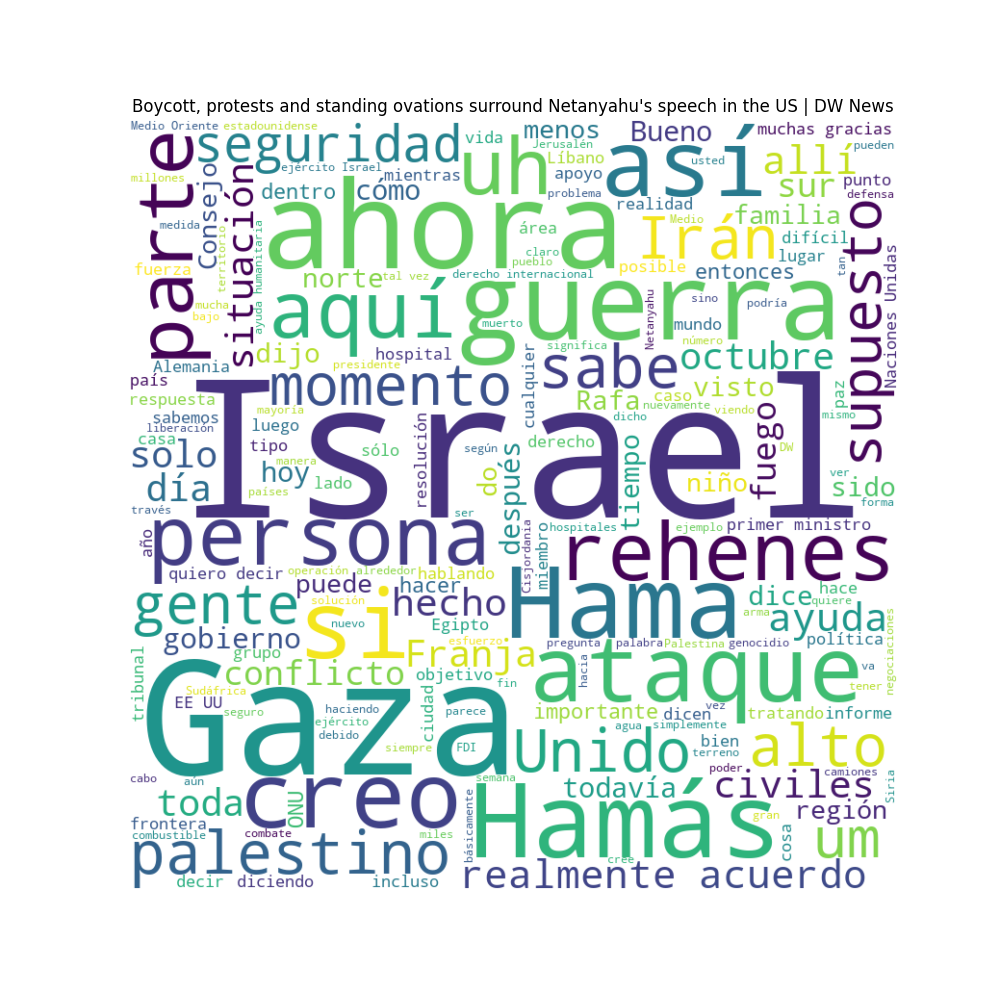 Boycott, protests and standing ovations surround Netanyahu's speech in the US | DW News
Medio Oriente
estadounidense
parte
seguridad
vida
uh
menos
Jerusalén
Bueno
muchas gracias
pueden
así
allí
usted
millones
Consejo
situación
ejército Israel
mientras
dentro
cómo
ahora
Líbano
apoyo
problema
realidad
sur
punto
defensa
medida
territorio
ayuda humanitaria
área
claro
pueblo
Irán
Medio
familia
difícil
lugar
supuesto
fuerza
norte
tal vez
derecho internacional
posible
entonces
tan
Naciones Unidas
mucha
bajo
aquí
guerra
muerto
Netanyahu
sino
podría
mundo
número
dijo
hospital
significa
sabe
octubre
Alemania
presidente
país
momento
cualquier
Rafa
caso
visto
paz
respuesta
mayoría
dicho
nuevamente
viendo
mismo
sabemos
liberación
luego
Israel
resolución
fuego
casa
tipo
sólo
según
derecho
DW
solo
manera
hoy
lado
después
do
tiempo
niño
ver
sido
día
países
forma
través
ser
persona
año
Cisjordania
miembro
hospitales
ejemplo
primer ministro
rehenes
quiero decir
operación
alrededor
hablando
puede
hacer
Hama
dice
hace
quiere
gente
solución
si
hecho
arma
ayuda
nuevo
Egipto
gobierno
esfuerzo
pregunta
palabra
Palestina
genocidio
política
negociaciones
grupo
Franja
ataque
tribunal
conflicto
objetivo
hacia
va
Sudáfrica
fin
tener
EE UU
Gaza
seguro
haciendo
ejército
debido
ciudad
parece
importante
dicen
vez
tratando
informe
agua
simplemente
siempre
FDI
Unido
bien
terreno
alto
cabo
aún
semana
poder
camiones
Siria
todavía
civiles
toda
creo
ONU
Hamás
región
frontera
gran
combustible
combate
miles
básicamente
cosa
um
palestino
cree
decir
diciendo
incluso
realmente acuerdo